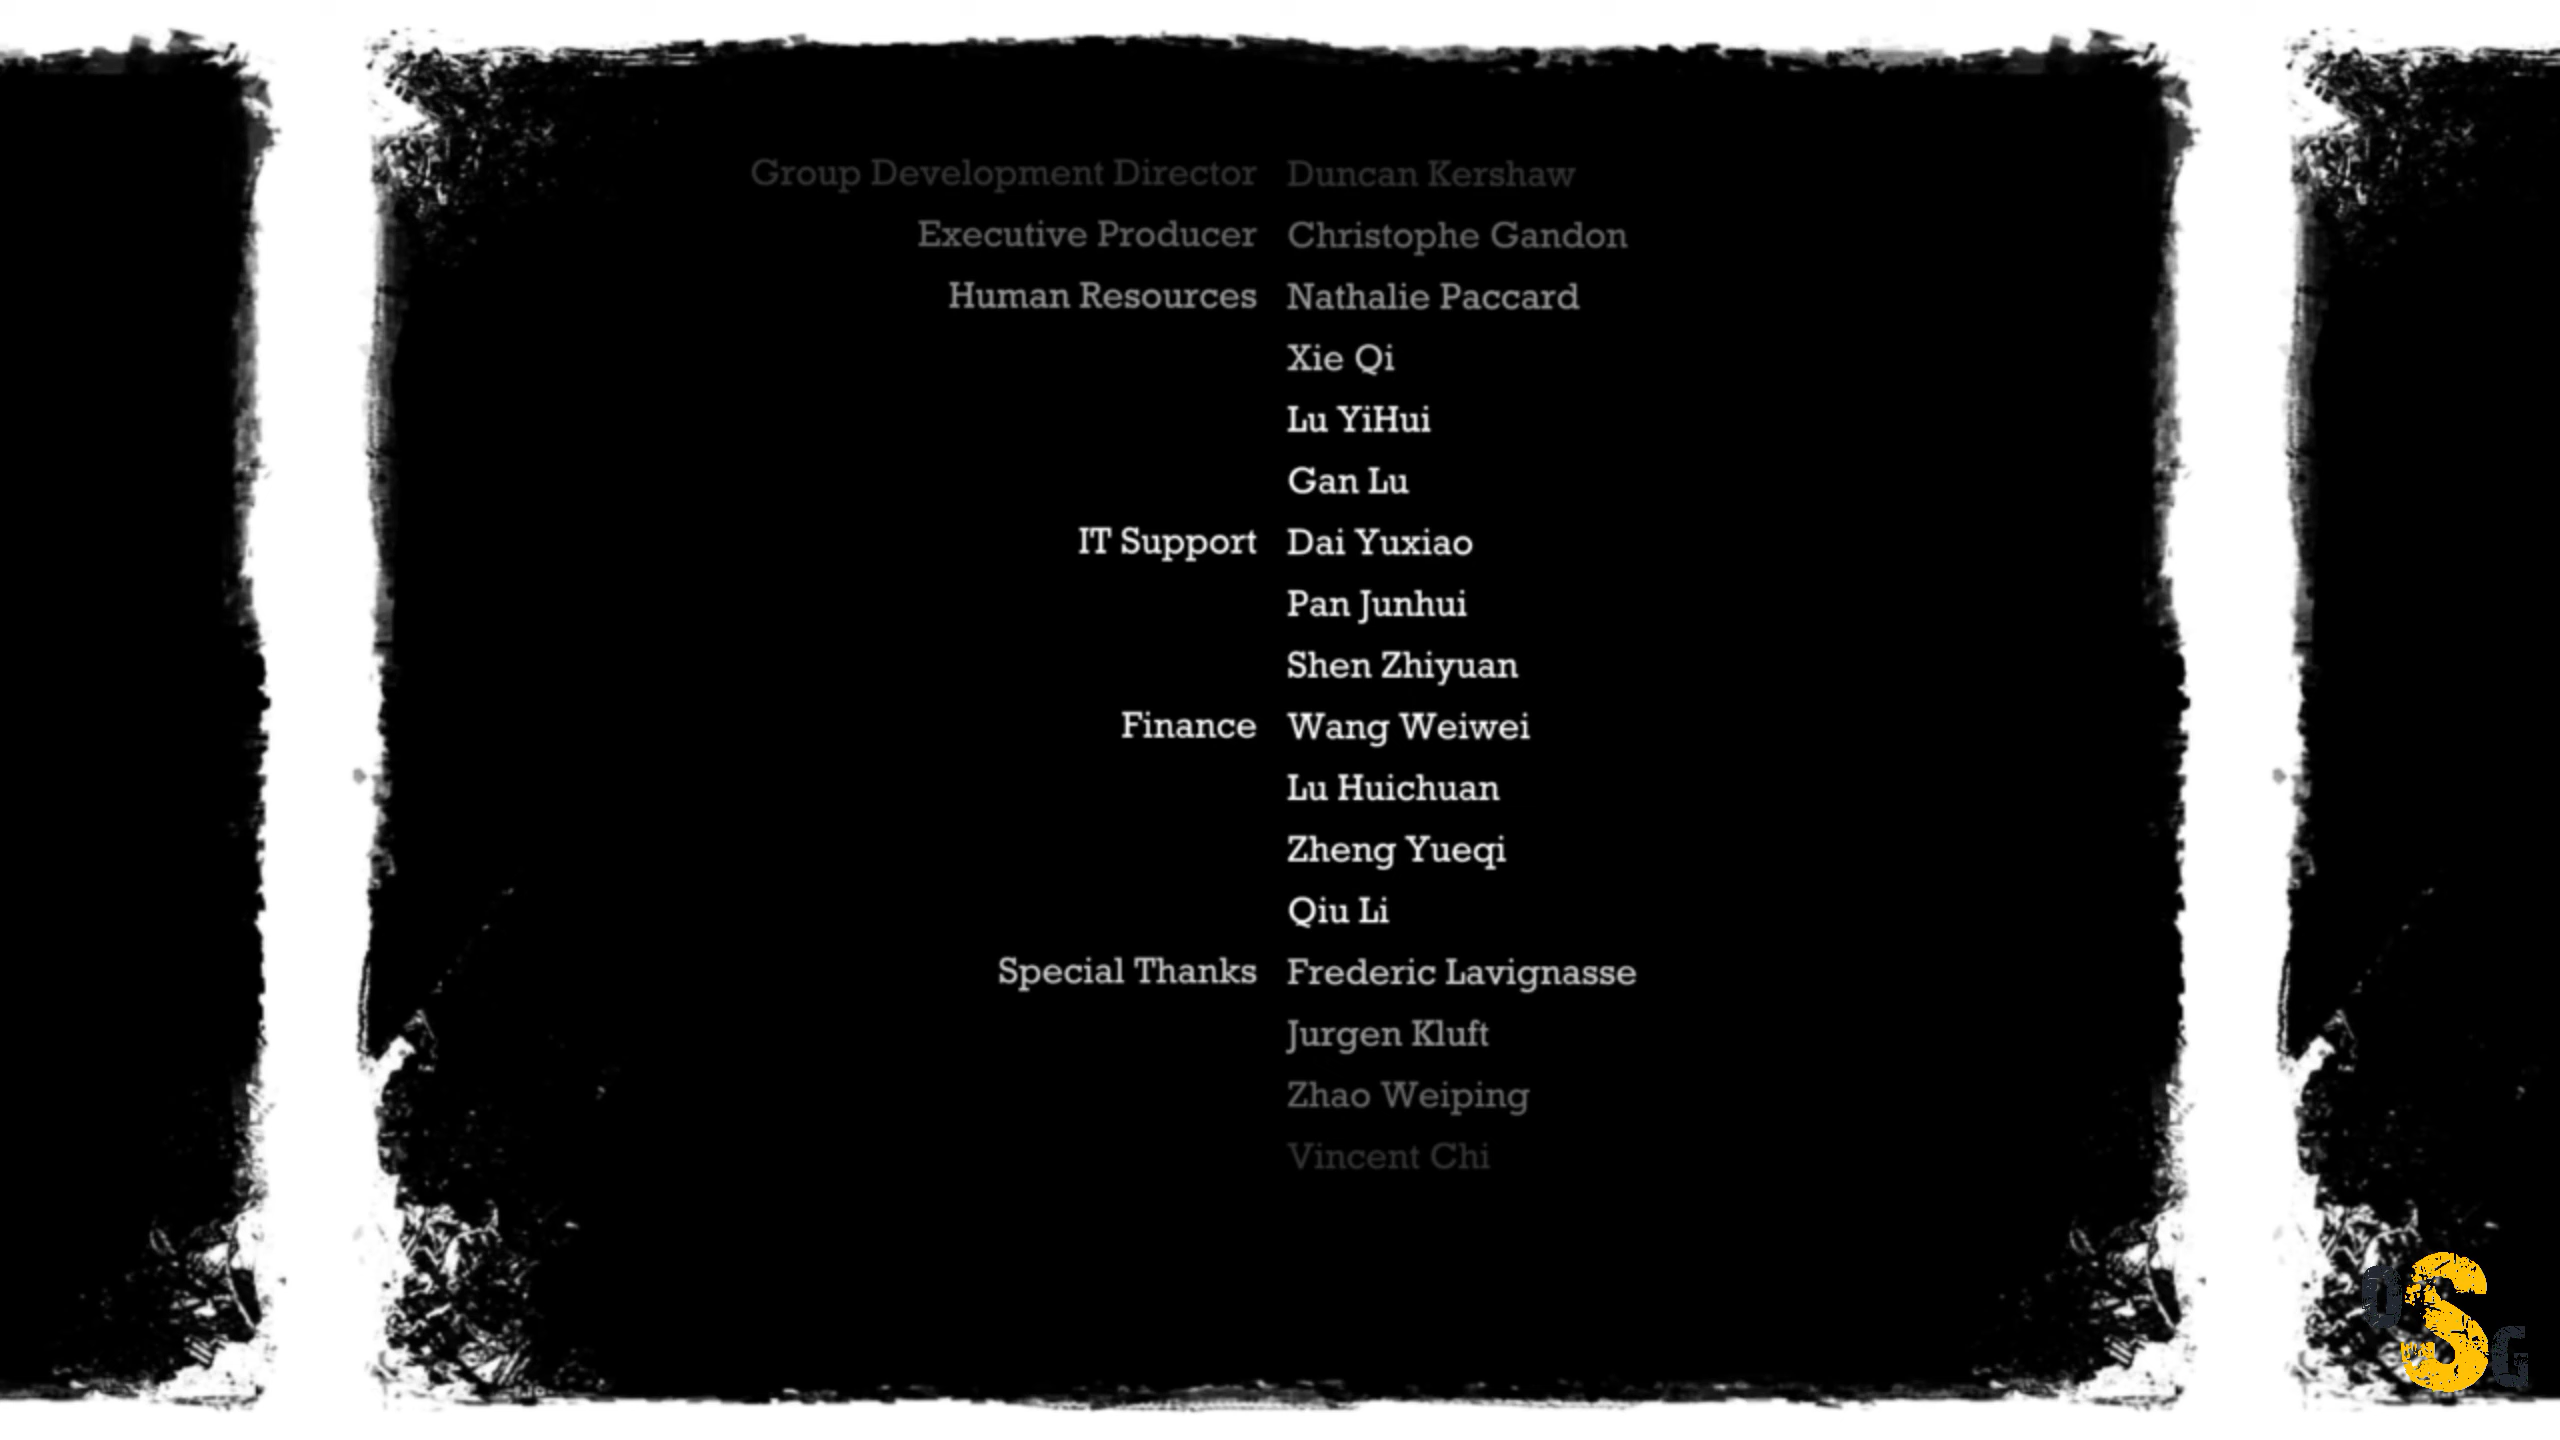 Group Development Director Duncan Kershaw
Executive Producer Christophe Gandon
Human Resources Nathalie Paccard
Xie Qi
Lu YiHui
Gan Lu
IT Support Dai Yuxiao
Pan Junhui
Shen Zhiyuan
Finance Wang Weiwei
Lu Huichuan
Zheng Yueqi
Qiu Li
Special Thanks Frederic Lavignasse
Jurgen Kluft
Zhao Weiping
Vincent Chi
OSG